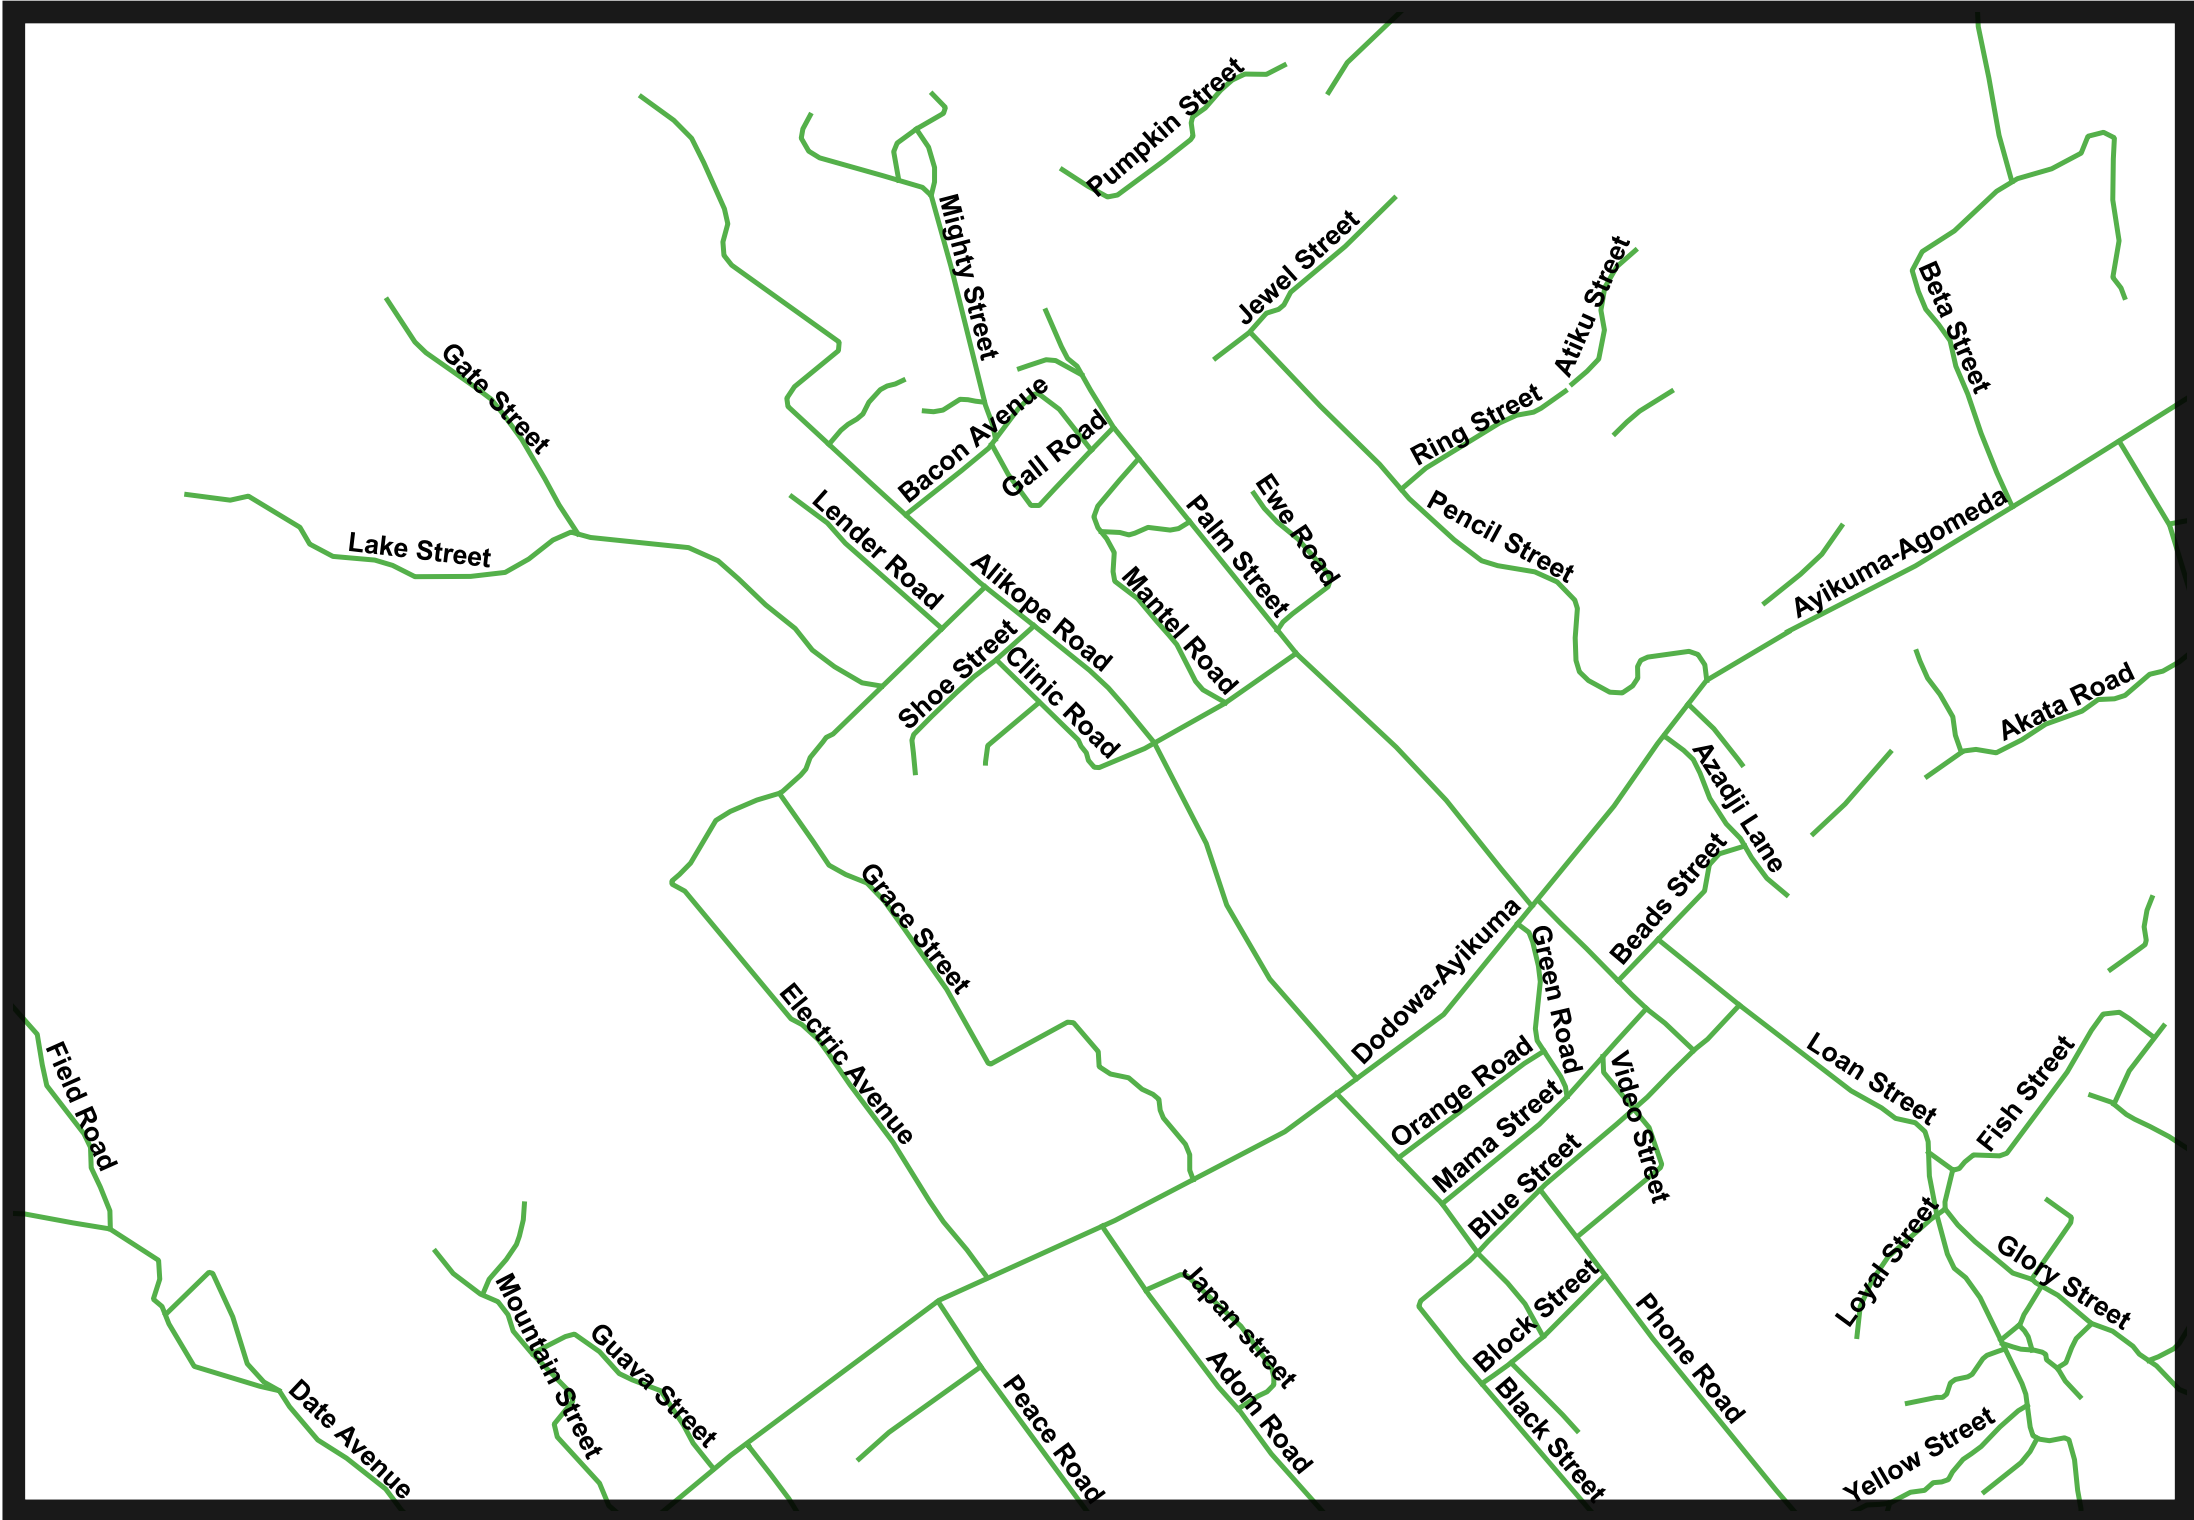 Pumpkin Street
Mighty Street
Jewel Street
Atiku Street
Beta Street
Gate Street
Bacon Avenue
Gall Road
Ring Street
Lake Street
Lender Road
Palm Street
Ewe Road
Pencil Street
Ayikuma-Agomeda
Alikope Road
Mantel Road
Shoe Street
Clinic Road
Akata Road
Azadji Lane
Beads Street
Grace Street
Electric Avenue
Dodowa-Ayikuma
Green Road
Field Road
Orange Road
Mama Street
Video Street
Blue Street
Loan Street
Fish Street
Loyal Street
Glory Street
Mountain Street
Guava Street
Japan street
Block Street
Phone Road
Date Avenue
Peace Road
Adom Road
Black Street
Yellow Street